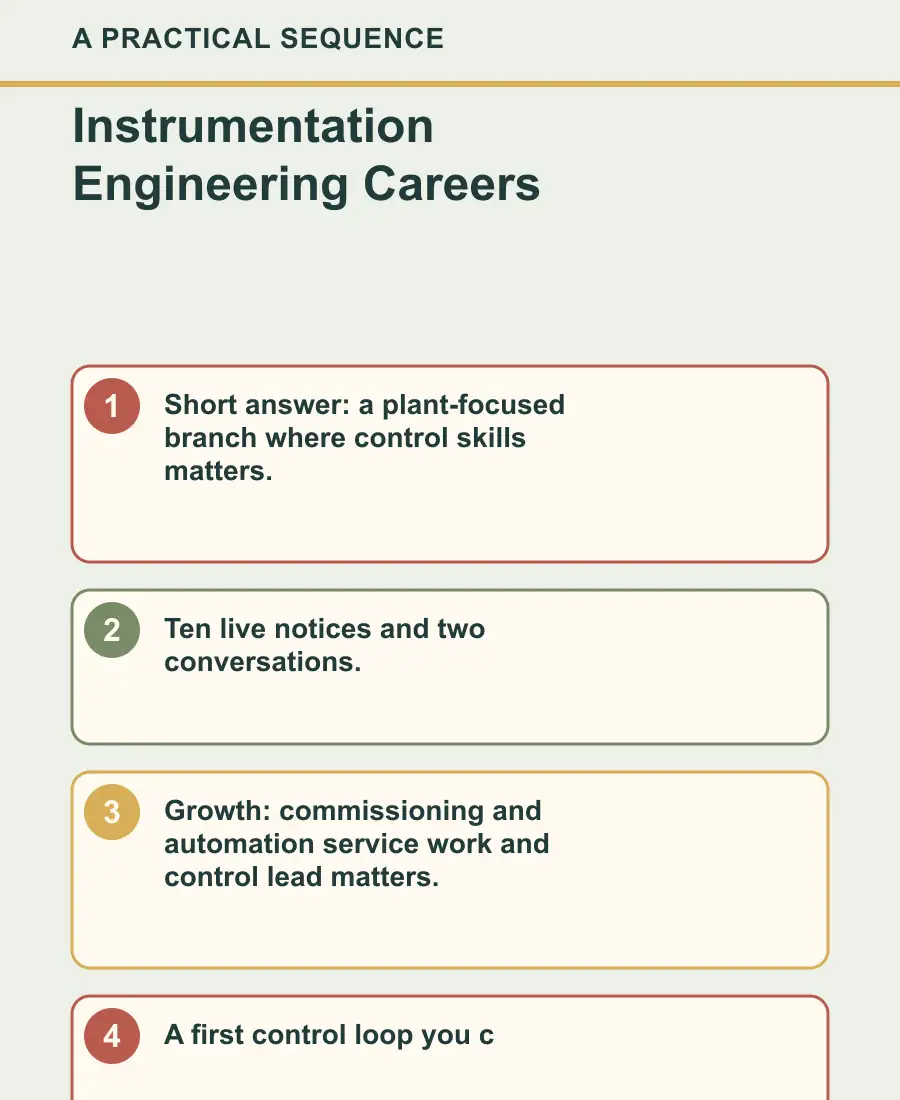 A PRACTICAL SEQUENCE
Instrumentation
Engineering Careers
1
Short answer: a plant-focused
branch where control skills
matters.
2
Ten live notices and two
conversations.
3
Growth: commissioning and
automation service work and
control lead matters.
4
A first control loop you c